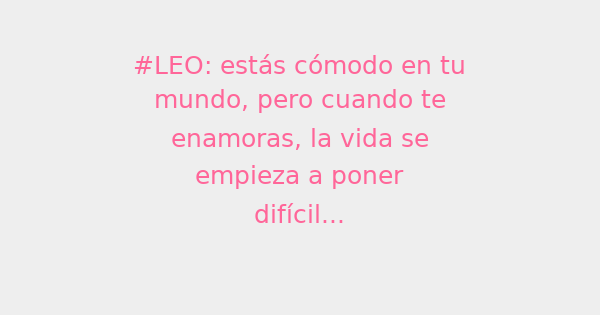 #LEO: estás cómodo en tu
mundo, pero cuando te
enamoras, la vida se
empieza a poner
difícil...